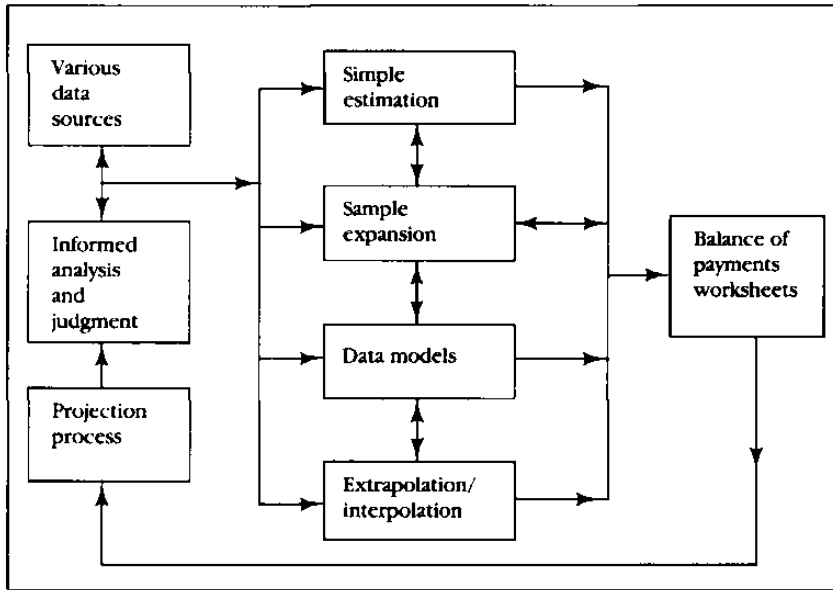 Various
data
sources
Informed
analysis
and
judgment
Projection
process
Simple
estimation
Sample
expansion
Data models
Extrapolation/
interpolation
Balance of
payments
worksheets